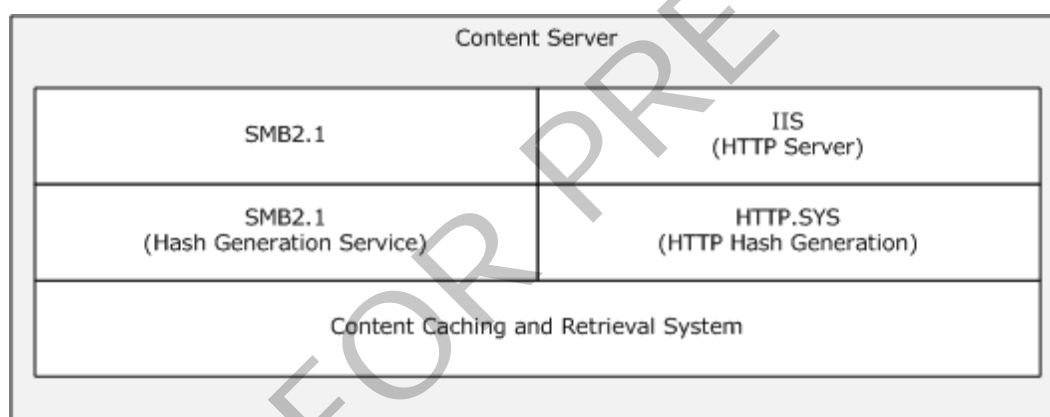 Content Server
SMB2.1
IIS
(HTTP Server)
SMB2.1
(Hash Generation Service)
HTTP.SYS
(HTTP Hash Generation)
Content Caching and Retrieval System
FOR PRE